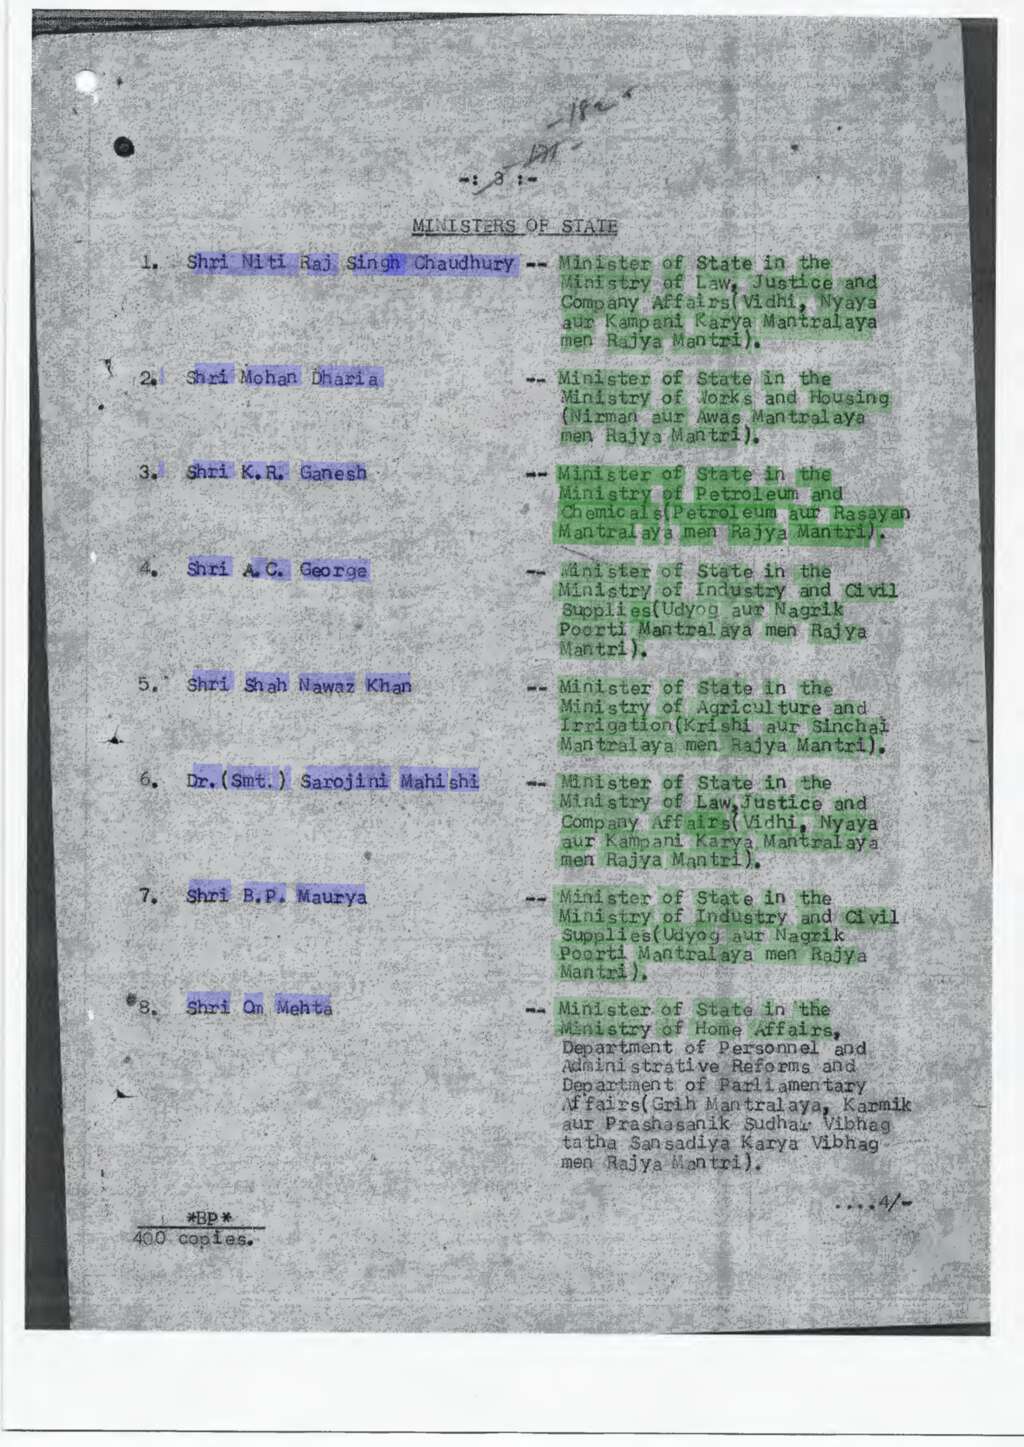 -: 3 :-
MINISTERS OF STATE
1. Shri Niti Raj Singh Chaudhury -- Minister of State in the
Ministry of Law, Justice and
Company Affairs(Vidhi, Nyaya
aur Kampani Karya Mantralaya
men Rajya Mantri).
2. Shri Mohan Dharia -- Minister of State in the
Ministry of Works and Housing
(Nirman aur Awas Mantralaya
men Rajya Mantri).
3. Shri K.R. Ganesh -- Minister of State in the
Ministry of Petroleum and
Chemicals(Petroleum aur Rasayan
Mantralaya men Rajya Mantri).
4. Shri A.C. George -- Minister of State in the
Ministry of Industry and Civil
Supplies(Udyog aur Nagrik
Poorti Mantralaya men Rajya
Mantri).
5. Shri Shah Nawaz Khan -- Minister of State in the
Ministry of Agriculture and
Irrigation(Krishi aur Sinchai
Mantralaya men Rajya Mantri).
6. Dr.(Smt.) Sarojini Mahishi -- Minister of State in the
Ministry of Law,Justice and
Company Affairs(Vidhi, Nyaya
aur Kampani Karya Mantralaya
men Rajya Mantri).
7. Shri B.P. Maurya -- Minister of State in the
Ministry of Industry and Civil
Supplies(Udyog aur Nagrik
Poorti Mantralaya men Rajya
Mantri).
8. Shri Om Mehta -- Minister of State in the
Ministry of Home Affairs,
Department of Personnel and
Administrative Reforms and
Department of Parliamentary
Affairs(Grih Mantralaya, Karmik
aur Prashasanik Sudhar Vibhag
tatha Sansadiya Karya Vibhag
men Rajya Mantri).
....4/-
*BP*
400 copies.